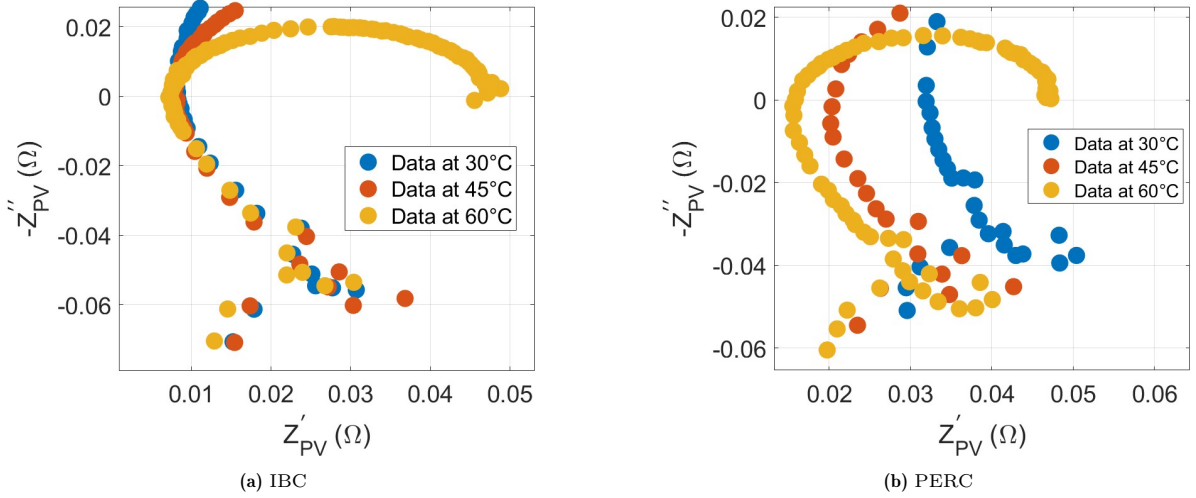 0.02
0
-0.02
-0.04
-0.06
-Z''PV (Ω)
Data at 30°C
Data at 45°C
Data at 60°C
0.01 0.02 0.03 0.04 0.05
Z'PV (Ω)
(a) IBC
0.02
0
-0.02
-0.04
-0.06
-Z''PV (Ω)
Data at 30°C
Data at 45°C
Data at 60°C
0.02 0.03 0.04 0.05 0.06
Z'PV (Ω)
(b) PERC